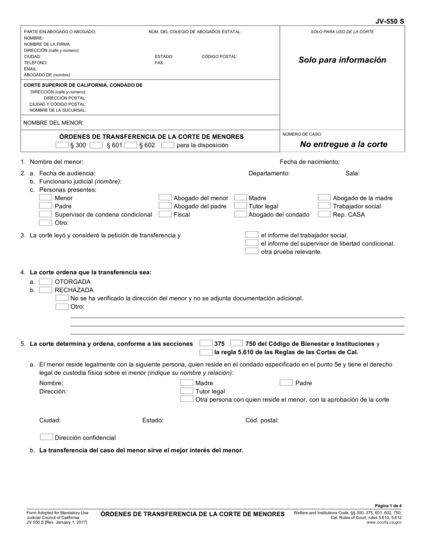 JV-550 S
PARTE SIN ABOGADO O ABOGADO:
NÚM. DEL COLEGIO DE ABOGADOS ESTATAL:
SOLO PARA USO DE LA CORTE
NOMBRE:
NOMBRE DE LA FIRMA:
DIRECCIÓN (calle y número):
CIUDAD: ESTADO: CÓDIGO POSTAL:
TELÉFONO: FAX:
EMAIL:
ABOGADO DE (nombre):
Solo para información
CORTE SUPERIOR DE CALIFORNIA, CONDADO DE
DIRECCIÓN (calle y número):
DIRECCIÓN POSTAL:
CIUDAD Y CÓDIGO POSTAL:
NOMBRE DE LA SUCURSAL:
NOMBRE DEL MENOR:
ÓRDENES DE TRANSFERENCIA DE LA CORTE DE MENORES
§ 300 § 601 § 602 para la disposición
NÚMERO DE CASO:
No entregue a la corte
1. Nombre del menor: Fecha de nacimiento:
2. a. Fecha de audiencia: Departamento: Sala:
b. Funcionario judicial (nombre):
c. Personas presentes:
Menor Abogado del menor Madre Abogado de la madre
Padre Abogado del padre Tutor legal Trabajador social
Supervisor de condena condicional Fiscal Abogado del condado Rep. CASA
Otro:
3. La corte leyó y consideró la petición de transferencia y el informe del trabajador social.
el informe del supervisor de libertad condicional.
otra prueba relevante.
4. La corte ordena que la transferencia sea:
a. OTORGADA
b. RECHAZADA
No se ha verificado la dirección del menor y no se adjunta documentación adicional.
Otro:
5. La corte determina y ordena, conforme a las secciones 375 750 del Código de Bienestar e Instituciones y
la regla 5.610 de las Reglas de las Cortes de Cal.
a. El menor reside legalmente con la siguiente persona, quien reside en el condado especificado en el punto 5e y tiene el derecho
legal de custodia física sobre el menor (indique su nombre y relación):
Nombre: Madre Padre
Dirección: Tutor legal
Otra persona con quien reside el menor, con la aprobación de la corte
Ciudad: Estado: Cód. postal:
Dirección confidencial
b. La transferencia del caso del menor sirve el mejor interés del menor.
Página 1 de 4
Form Adopted for Mandatory Use
Judicial Council of California
JV-550 S [Rev. January 1, 2017]
ÓRDENES DE TRANSFERENCIA DE LA CORTE DE MENORES
Welfare and Institutions Code, §§ 300, 375, 601, 602, 750;
Cal. Rules of Court, rules 5.610, 5.612
www.courts.ca.gov